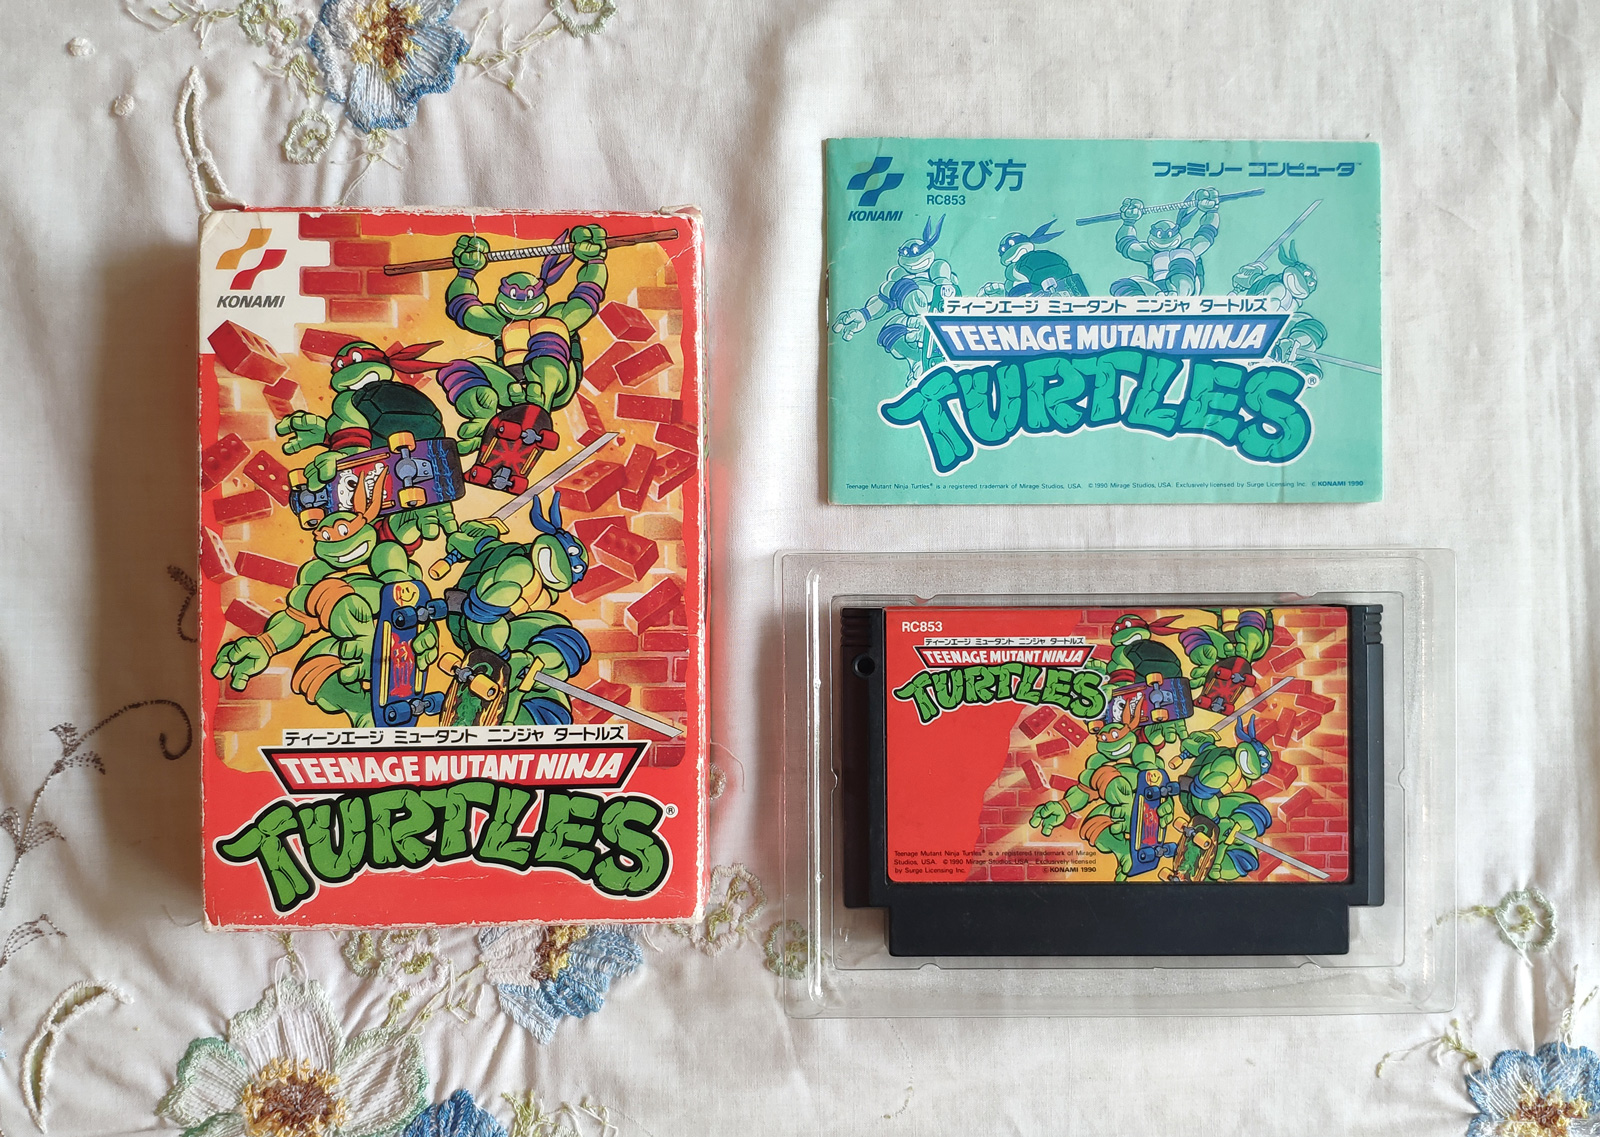 KONAMI
ティーンエージ ミュータント ニンジャ タートルズ
TEENAGE MUTANT NINJA
TURTLES®
KONAMI
遊び方
RC853
ファミリー コンピュータ™
ティーンエージ ミュータント ニンジャ タートルズ
TEENAGE MUTANT NINJA
TURTLES®
Teenage Mutant Ninja Turtles® is a registered trademark of Mirage Studios, USA. © 1990 Mirage Studios, USA. Exclusively licensed by Surge Licensing Inc. © KONAMI 1990
RC853
ティーンエージ ミュータント ニンジャ タートルズ
TEENAGE MUTANT NINJA
TURTLES
Teenage Mutant Ninja Turtles® is a registered trademark of Mirage
Studios, USA. © 1990 Mirage Studios, USA. Exclusively licensed
by Surge Licensing Inc. © KONAMI 1990